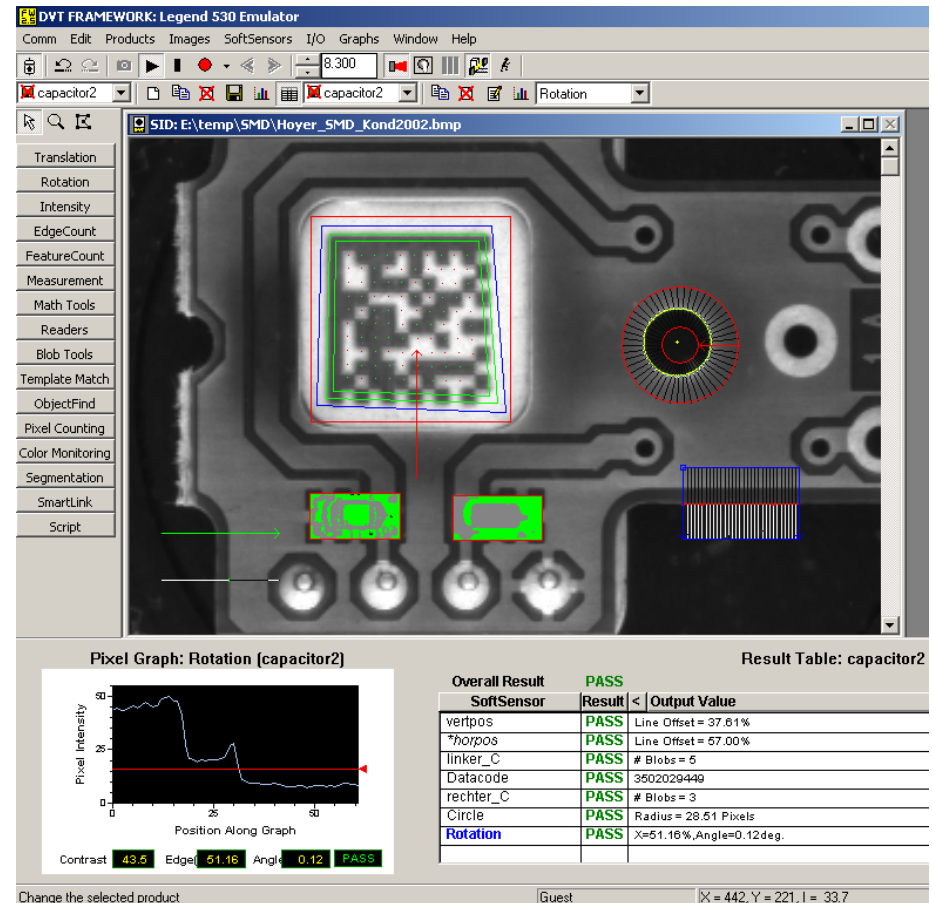 DVT FRAMEWORK: Legend 530 Emulator
Comm Edit Products Images SoftSensors I/O Graphs Window Help
8.300
capacitor2 capacitor2 Rotation
SID: E:\temp\SMD\Hoyer_SMD_Kond2002.bmp
Translation
Rotation
Intensity
EdgeCount
FeatureCount
Measurement
Math Tools
Readers
Blob Tools
Template Match
ObjectFind
Pixel Counting
Color Monitoring
Segmentation
SmartLink
Script
Pixel Graph: Rotation (capacitor2)
Pixel Intensity
50
25
0
0 25 50
Position Along Graph
Contrast 43.5 Edge( 51.16 Angle 0.12 PASS
Result Table: capacitor2
Overall Result PASS
SoftSensor Result < Output Value
vertpos PASS Line Offset = 37.61%
*horpos PASS Line Offset = 57.00%
linker_C PASS # Blobs = 5
Datacode PASS 3502029449
rechter_C PASS # Blobs = 3
Circle PASS Radius = 28.51 Pixels
Rotation PASS X=51.16%,Angle=0.12deg.
Change the selected product Guest X = 442, Y = 221, I = 33.7